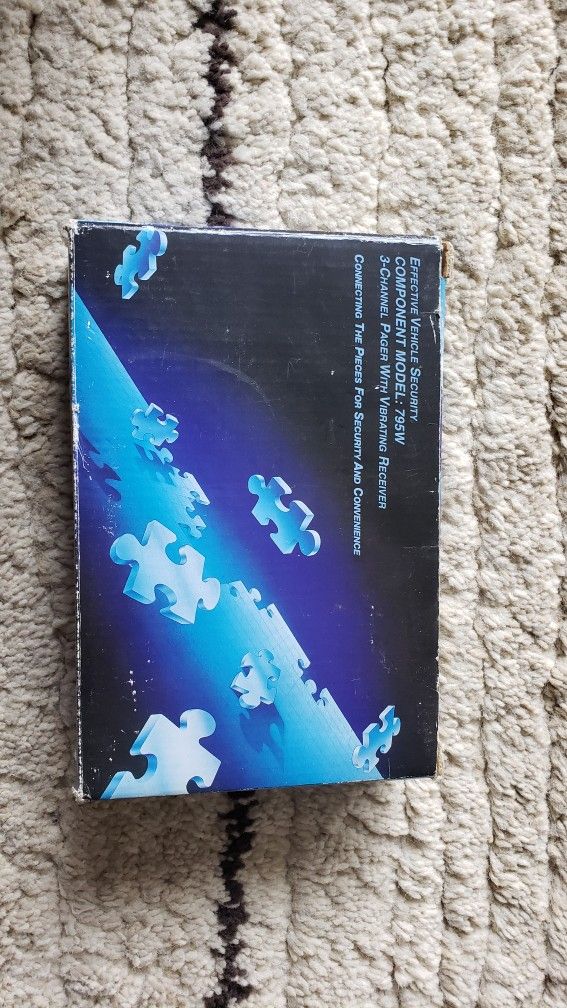 EFFECTIVE VEHICLE SECURITY
COMPONENT MODEL: 795W
3-CHANNEL PAGER WITH VIBRATING RECEIVER
CONNECTING THE PIECES FOR SECURITY AND CONVENIENCE